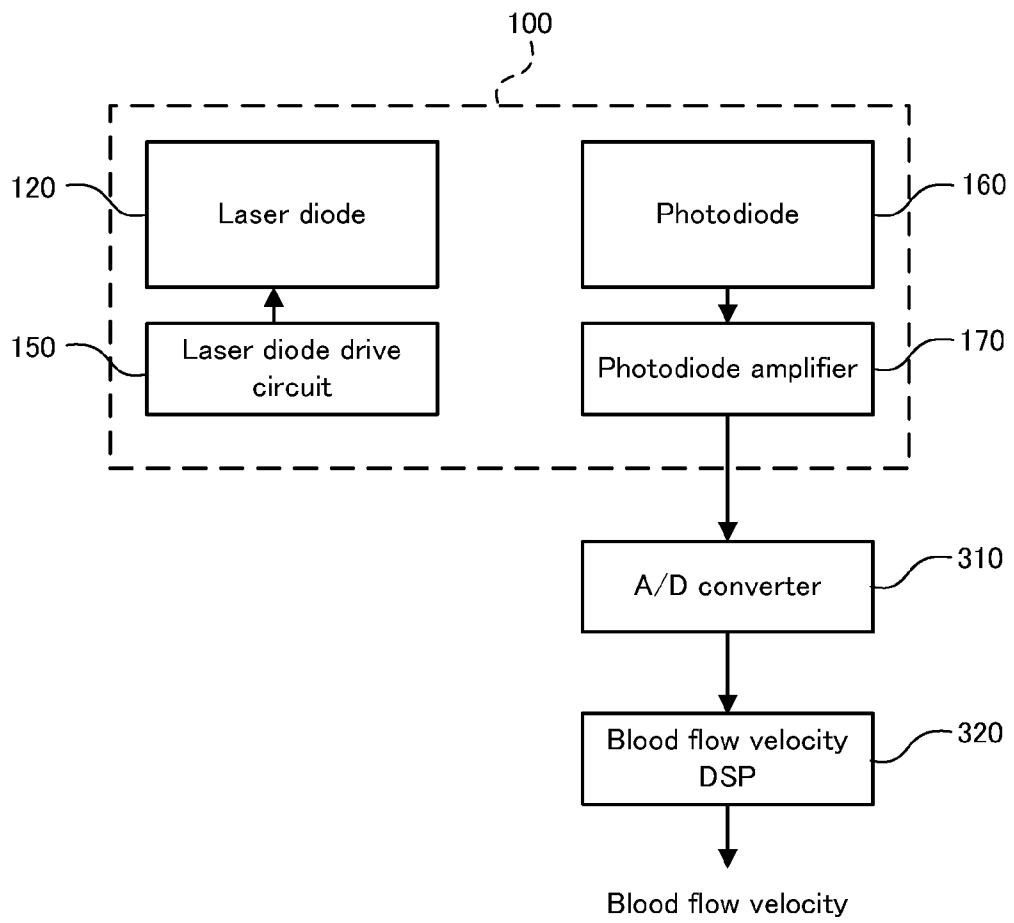 100
120
Laser diode
Photodiode
160
150
Laser diode drive
circuit
Photodiode amplifier
170
A/D converter
310
Blood flow velocity
DSP
320
Blood flow velocity